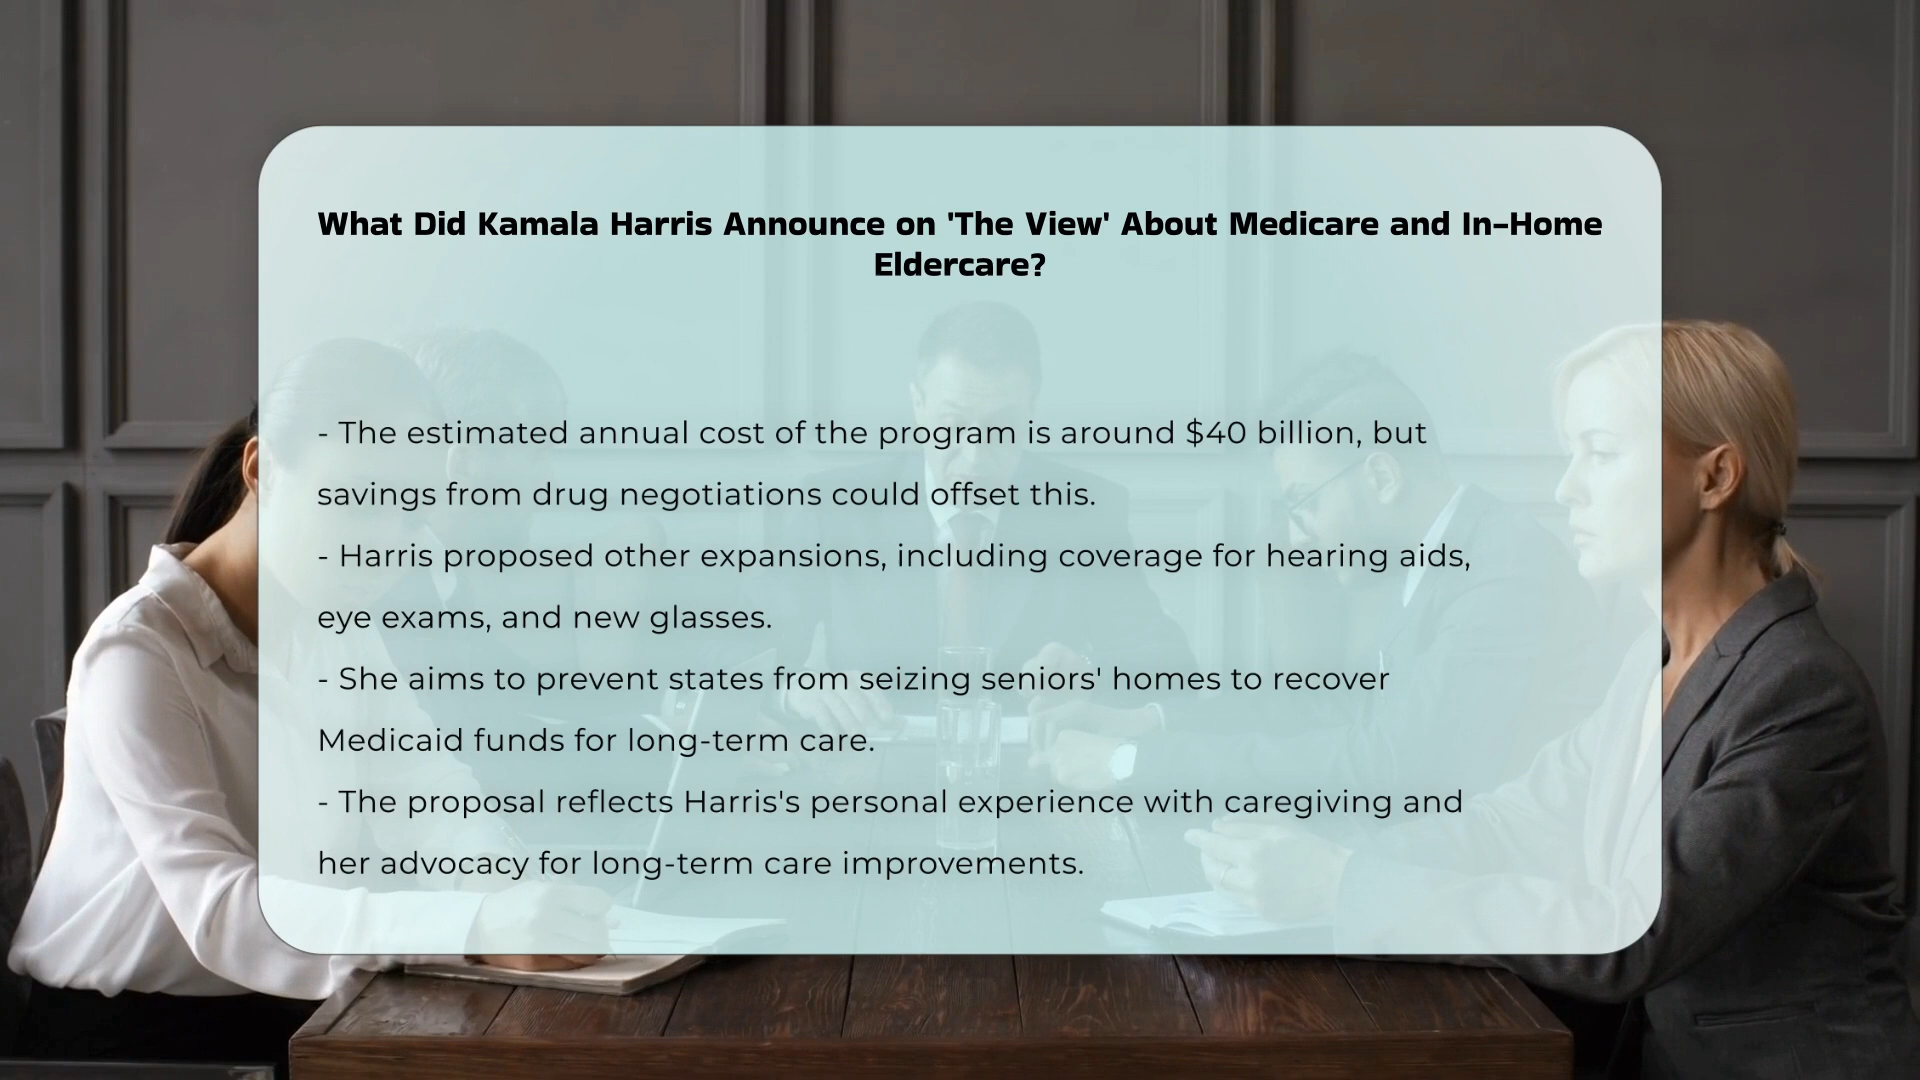 What Did Kamala Harris Announce on 'The View' About Medicare and In-Home
Eldercare?
- The estimated annual cost of the program is around $40 billion, but
savings from drug negotiations could offset this.
- Harris proposed other expansions, including coverage for hearing aids,
eye exams, and new glasses.
- She aims to prevent states from seizing seniors' homes to recover
Medicaid funds for long-term care.
- The proposal reflects Harris's personal experience with caregiving and
her advocacy for long-term care improvements.